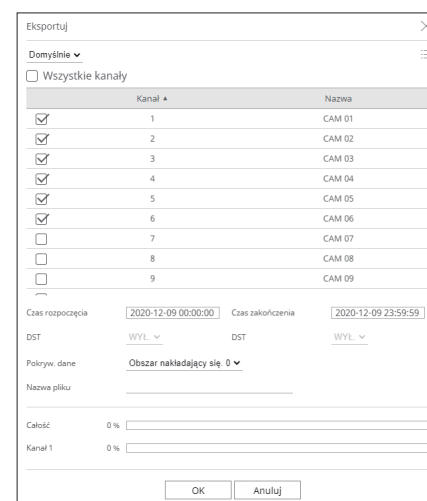 Eksportuj
Domyślnie
Wszystkie kanały
Kanał Nazwa
1 CAM 01
2 CAM 02
3 CAM 03
4 CAM 04
5 CAM 05
6 CAM 06
7 CAM 07
8 CAM 08
9 CAM 09
Czas rozpoczęcia 2020-12-09 00:00:00 Czas zakończenia 2020-12-09 23:59:59
DST WYŁ. DST WYŁ.
Pokryw. dane Obszar nakładający się. 0
Nazwa pliku
Całość 0 %
Kanał 1 0 %
OK Anuluj